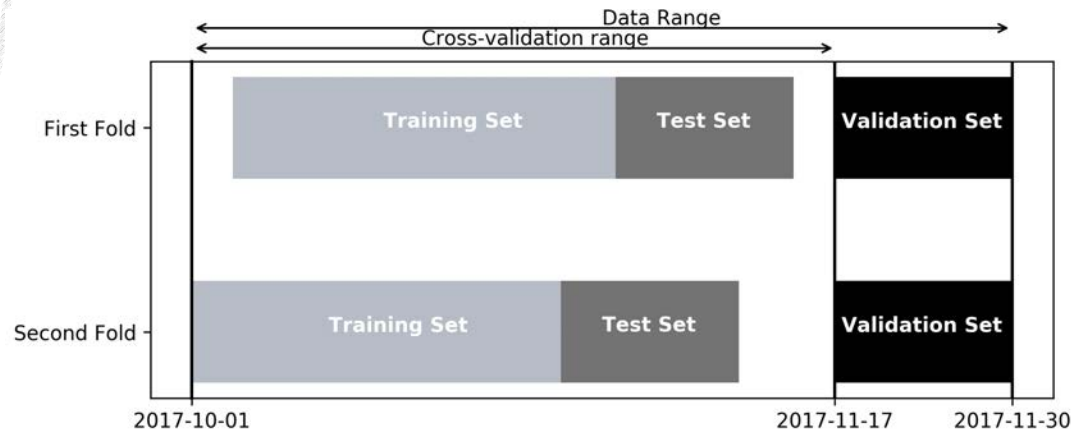 Data Range
Cross-validation range
First Fold
Training Set
Test Set
Validation Set
Second Fold
Training Set
Test Set
Validation Set
2017-10-01
2017-11-17
2017-11-30